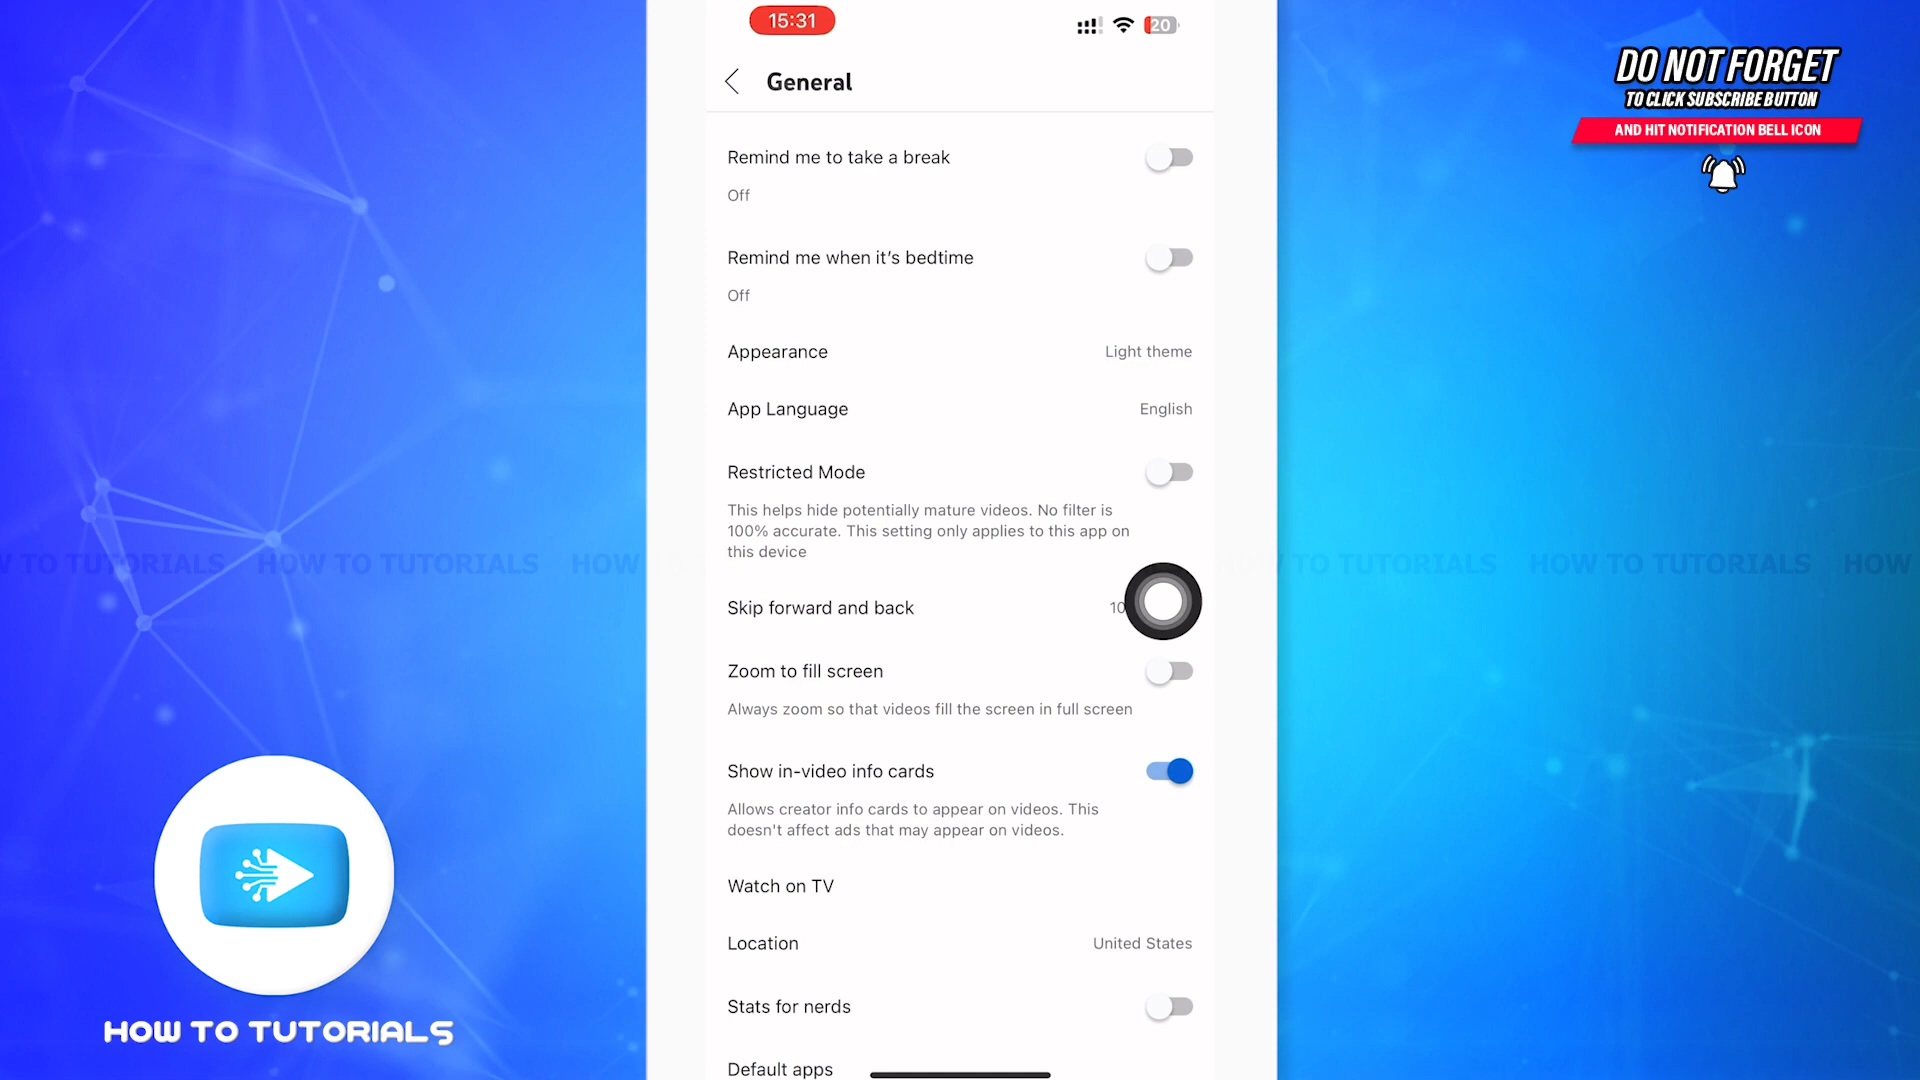 15:31
20
General
Remind me to take a break
Off
Remind me when it's bedtime
Off
Appearance
Light theme
App Language
English
Restricted Mode
This helps hide potentially mature videos. No filter is
100% accurate. This setting only applies to this app on
this device
Skip forward and back
10
Zoom to fill screen
Always zoom so that videos fill the screen in full screen
Show in-video info cards
Allows creator info cards to appear on videos. This
doesn't affect ads that may appear on videos.
Watch on TV
Location
United States
Stats for nerds
Default apps
DO NOT FORGET
TO CLICK SUBSCRIBE BUTTON
AND HIT NOTIFICATION BELL ICON
W TO TUTORIALS HOW TO TUTORIALS HOW TO TUTORIALS HOW TO TUTORIALS HOW
HOW TO TUTORIALS